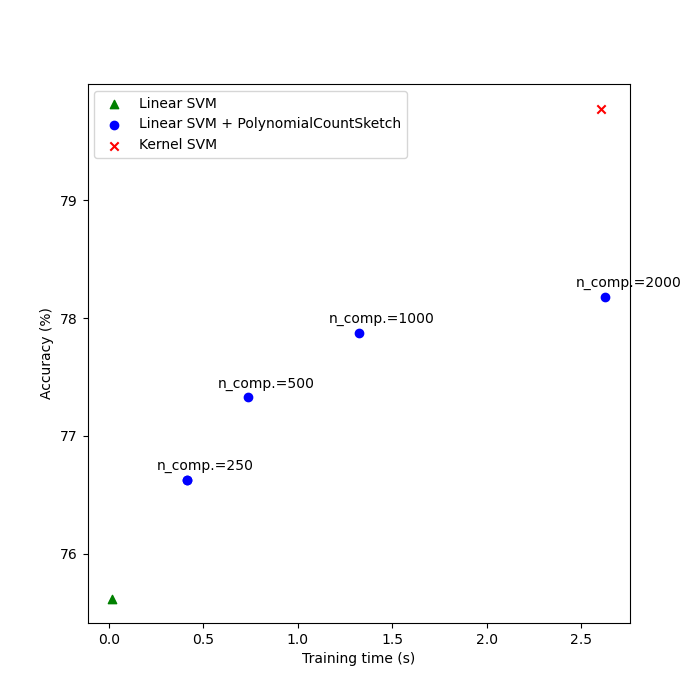 Linear SVM
Linear SVM + PolynomialCountSketch
Kernel SVM
79
78
77
76
Accuracy (%)
n_comp.=2000
n_comp.=1000
n_comp.=500
n_comp.=250
0.0 0.5 1.0 1.5 2.0 2.5
Training time (s)